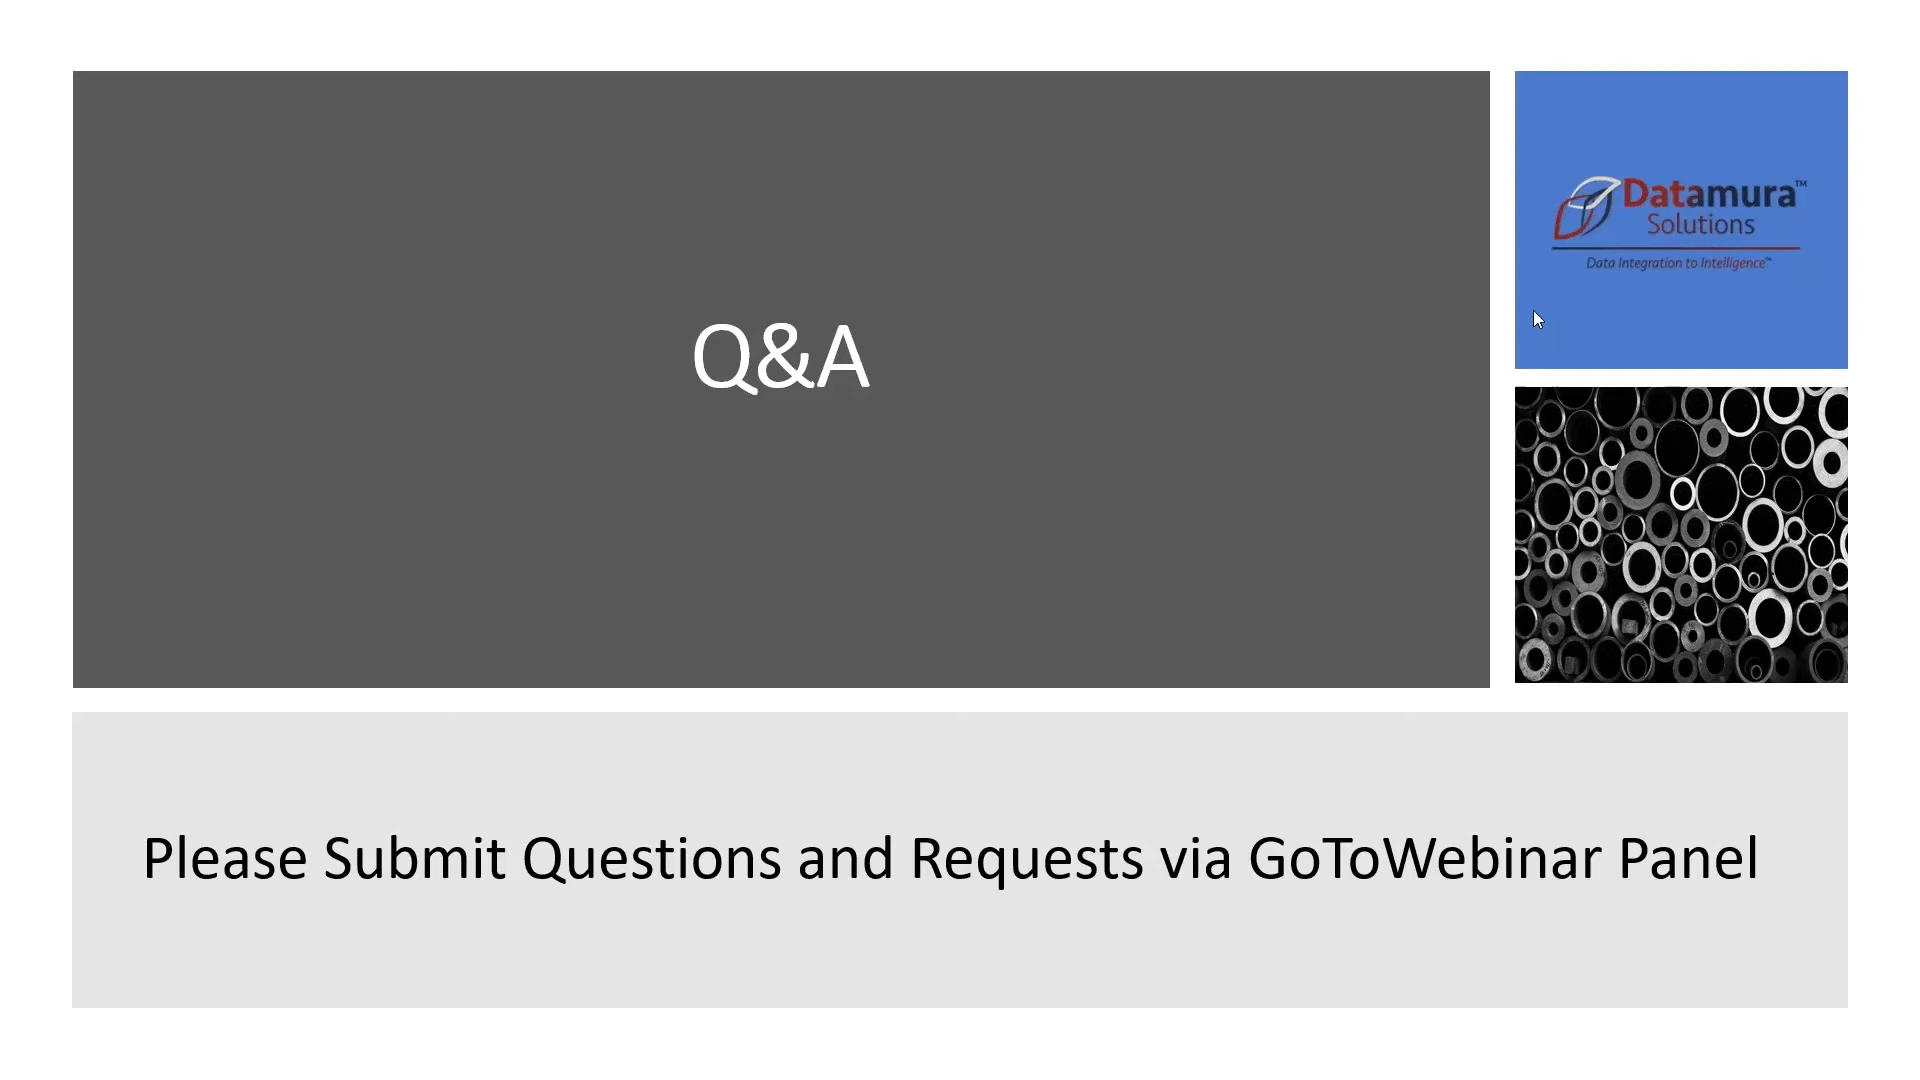 Q&A
Datamura™
Solutions
Data Integration to Intelligence™
Please Submit Questions and Requests via GoToWebinar Panel